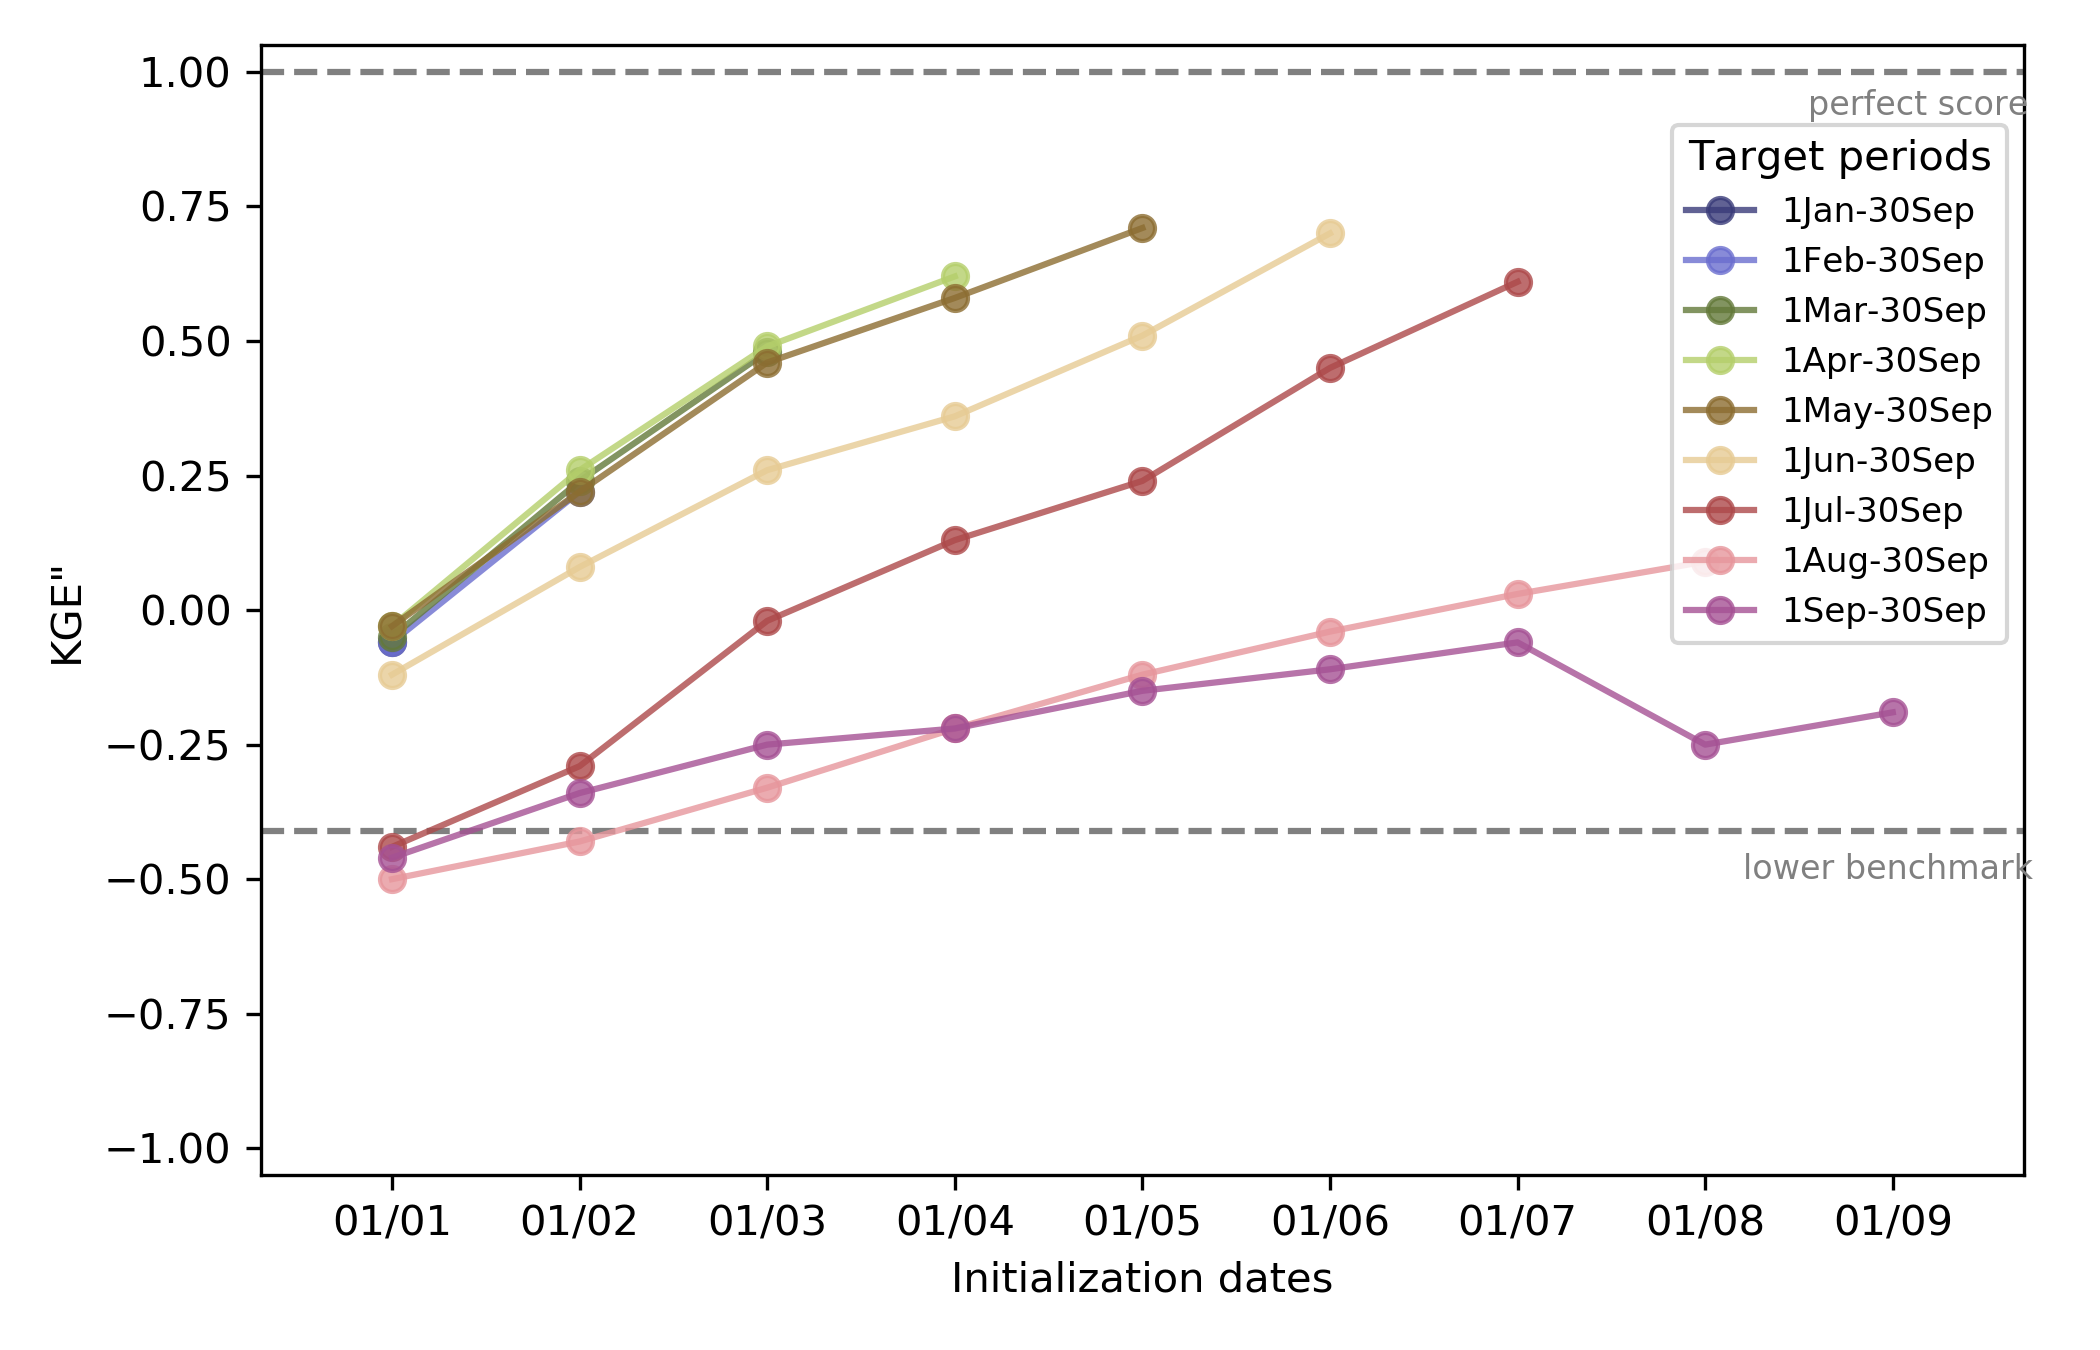 1.00
0.75
0.50
0.25
0.00
−0.25
−0.50
−0.75
−1.00
KGE"
perfect score
Target periods
1Jan-30Sep
1Feb-30Sep
1Mar-30Sep
1Apr-30Sep
1May-30Sep
1Jun-30Sep
1Jul-30Sep
1Aug-30Sep
1Sep-30Sep
lower benchmark
01/01 01/02 01/03 01/04 01/05 01/06 01/07 01/08 01/09
Initialization dates